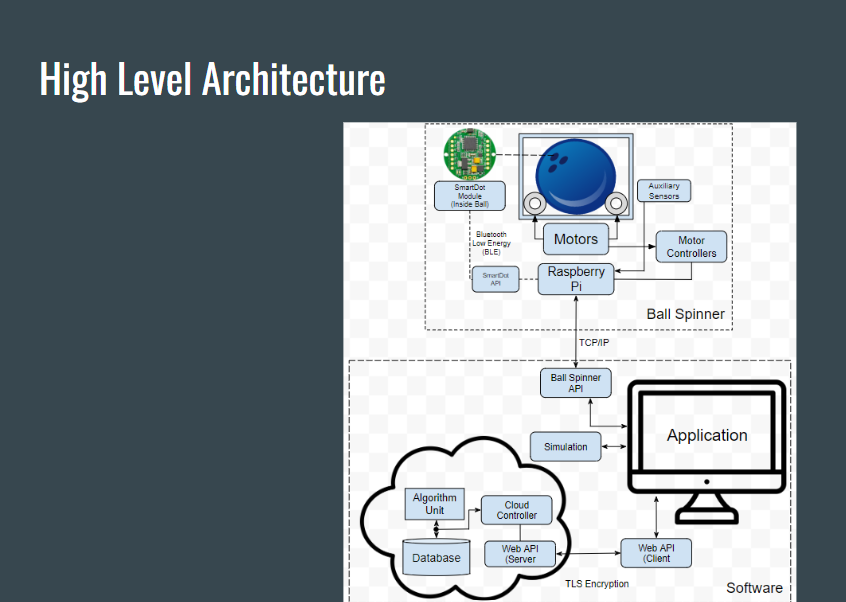 High Level Architecture
SmartDot
Module
(Inside Ball)
Auxiliary
Sensors
Bluetooth
Low Energy
(BLE)
Motors
Motor
Controllers
SmartDot
API
Raspberry
Pi
Ball Spinner
TCP/IP
Ball Spinner
API
Application
Simulation
Algorithm
Unit
Cloud
Controller
Database
Web API
(Server
Web API
(Client
TLS Encryption
Software